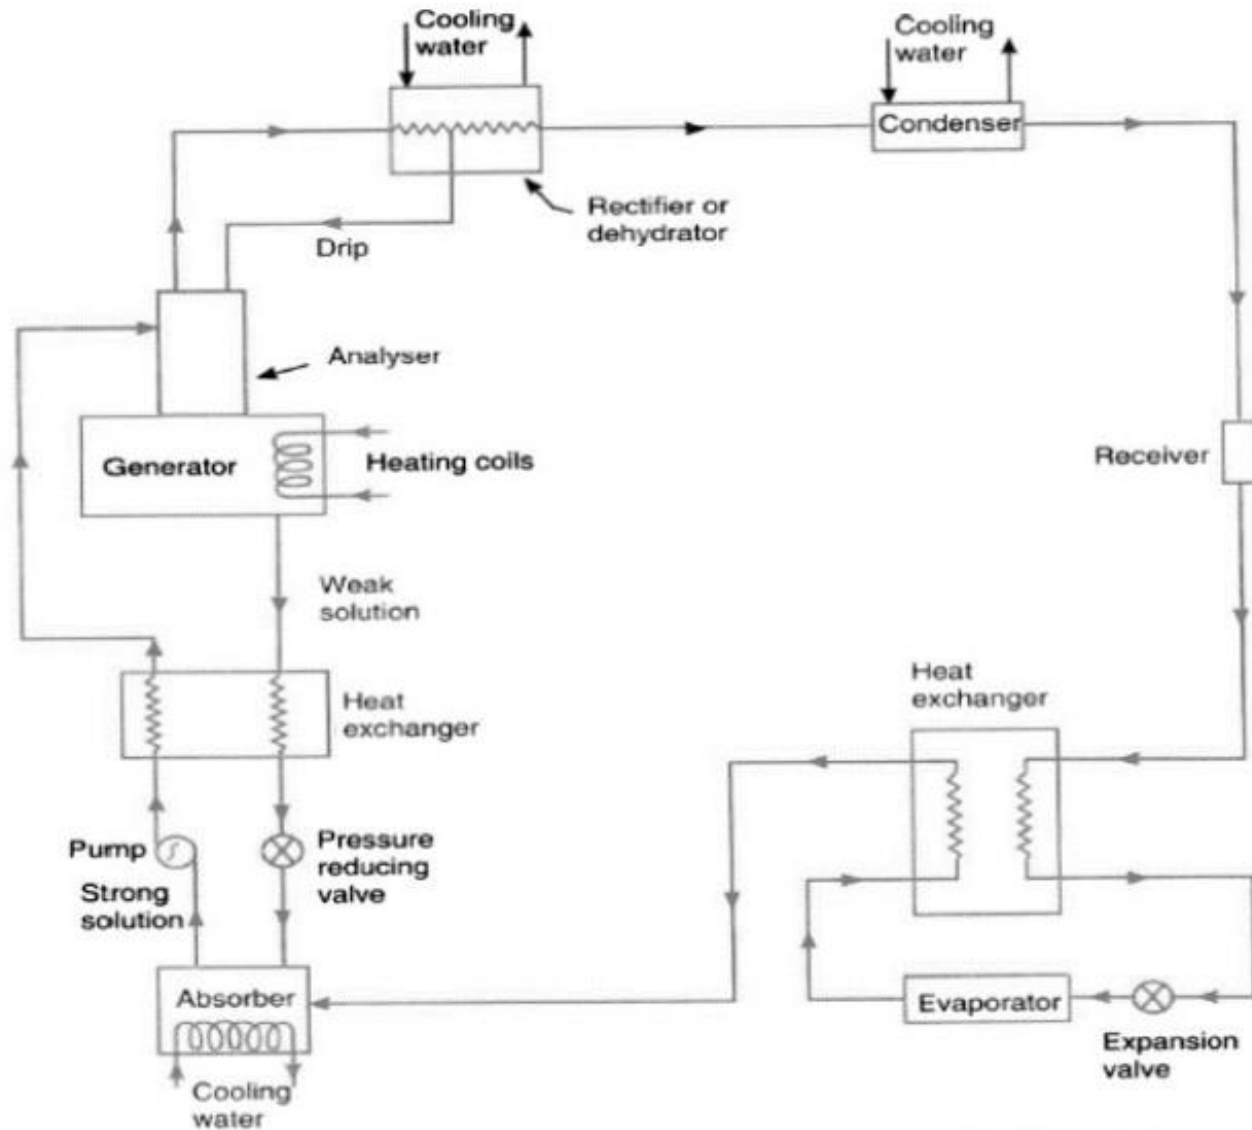 Cooling
water
Cooling
water
Condenser
Rectifier or
dehydrator
Drip
Analyser
Generator
Heating coils
Receiver
Weak
solution
Heat
exchanger
Heat
exchanger
Pump
Pressure
reducing
valve
Strong
solution
Absorber
Evaporator
Expansion
valve
Cooling
water